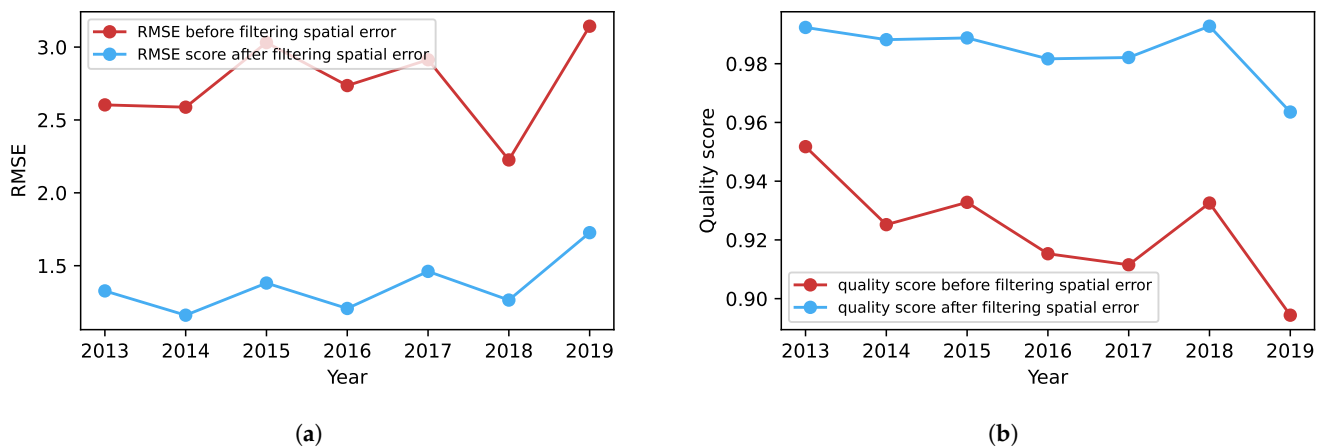 RMSE before filtering spatial error
RMSE score after filtering spatial error
3.0
2.5
2.0
1.5
RMSE
2013 2014 2015 2016 2017 2018 2019
Year
(a)
0.98
0.96
0.94
0.92
0.90
Quality score
quality score before filtering spatial error
quality score after filtering spatial error
2013 2014 2015 2016 2017 2018 2019
Year
(b)